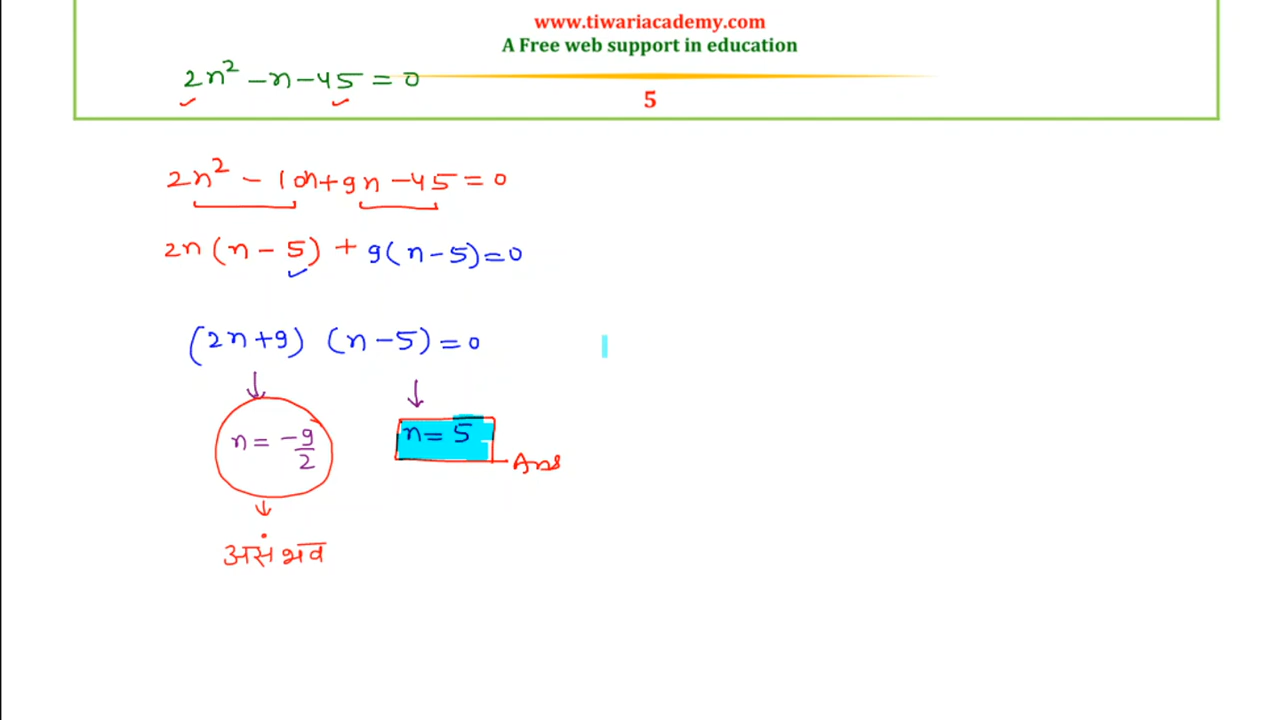 www.tiwariacademy.com
A Free web support in education
2n² - n - 45 = 0
5
2n² - 10n + 9n - 45 = 0
2n (n - 5) + 9 (n - 5) = 0
(2n + 9) (n - 5) = 0
n = -9/2
n = 5
Ans
असंभव